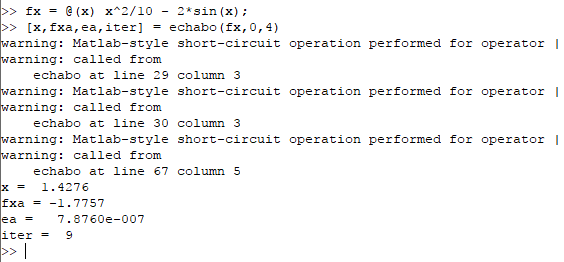 >> fx = @(x) x^2/10 - 2*sin(x);
>> [x,fxa,ea,iter] = echabo(fx,0,4)
warning: Matlab-style short-circuit operation performed for operator |
warning: called from
    echabo at line 29 column 3
warning: Matlab-style short-circuit operation performed for operator |
warning: called from
    echabo at line 30 column 3
warning: Matlab-style short-circuit operation performed for operator |
warning: called from
    echabo at line 67 column 5
x =  1.4276
fxa = -1.7757
ea =   7.8760e-007
iter =  9
>>